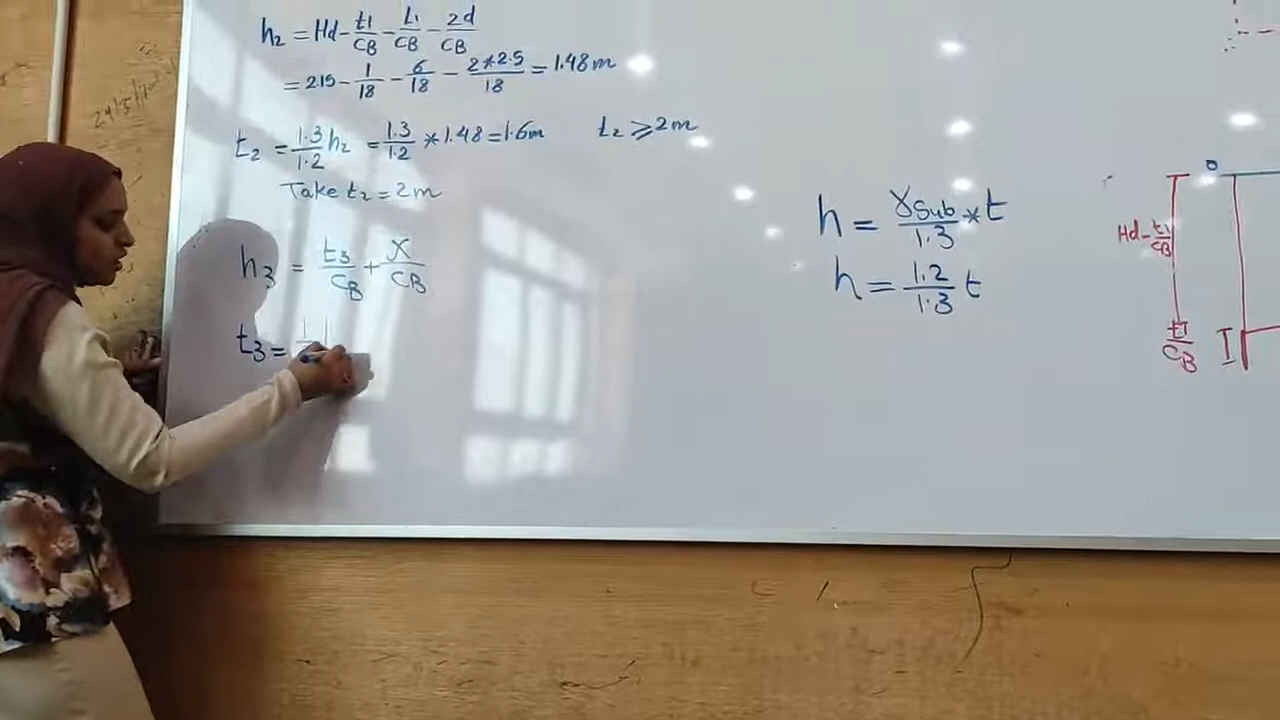 h₂ = Hd - t1/CB - L1/CB - 2d/CB
= 2.15 - 1/18 - 6/18 - 2*2.5/18 = 1.48m
t₂ = 1.3/1.2 h₂ = 1.3/1.2 * 1.48 = 1.6m t₂ ≥ 2m
Take t₂ = 2m
h₃ = t₃/CB + X/CB
t₃ =
h = γsub/1.3 * t
h = 1.2/1.3 t
0
Hd - t1/CB
t1/CB